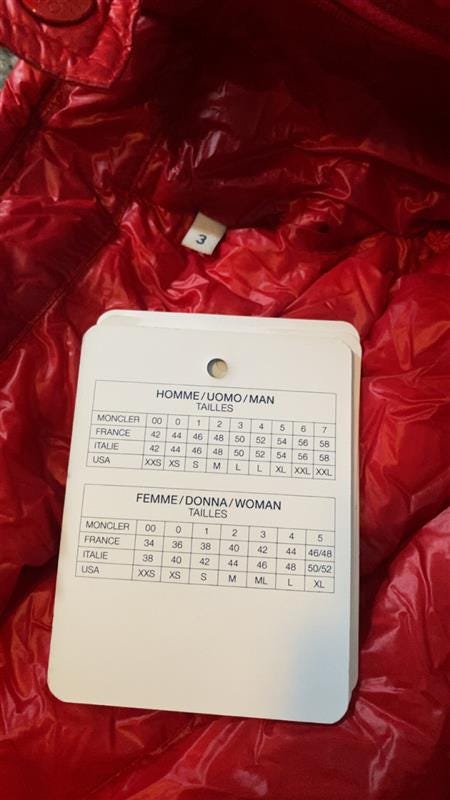 3
HOMME/UOMO/MAN
TAILLES
MONCLER 00 0 1 2 3 4 5 6 7
FRANCE 42 44 46 48 50 52 54 56 58
ITALIE 42 44 46 48 50 52 54 56 58
USA XXS XS S M L L XL XXL XXL
FEMME/DONNA/WOMAN
TAILLES
MONCLER 00 0 1 2 3 4 5
FRANCE 34 36 38 40 42 44 46/48
ITALIE 38 40 42 44 46 48 50/52
USA XXS XS S M ML L XL